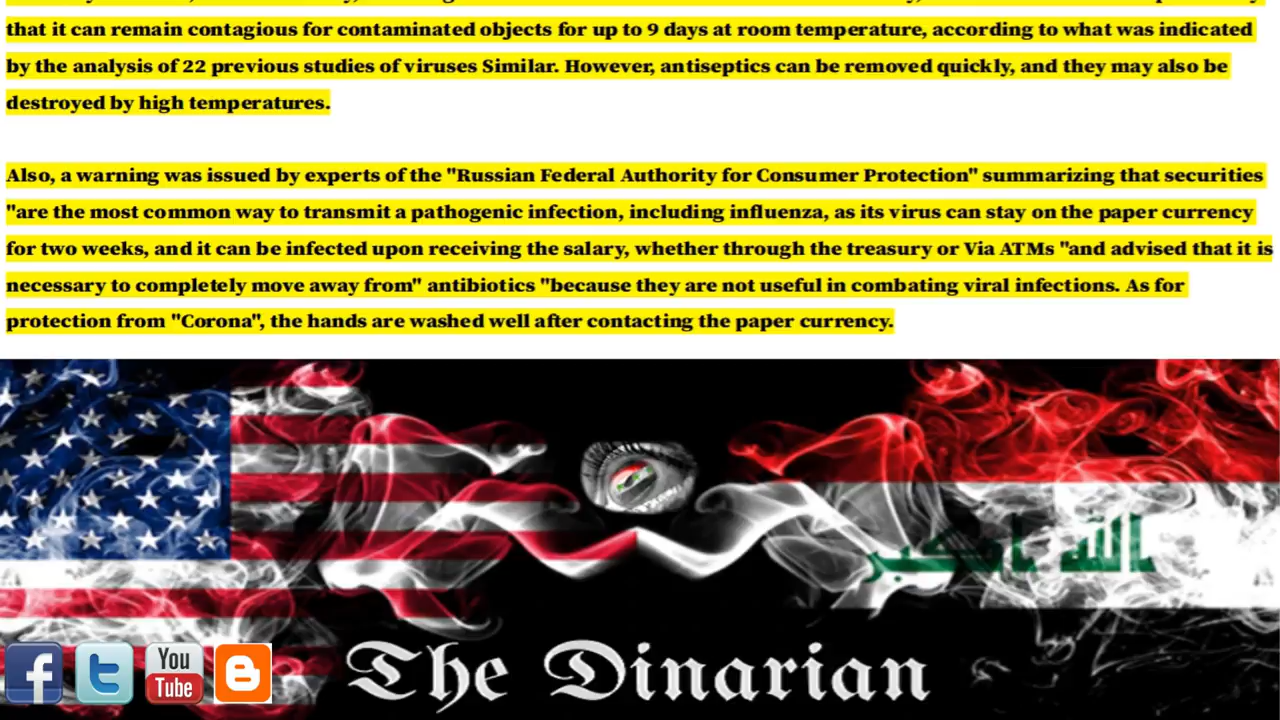 that it can remain contagious for contaminated objects for up to 9 days at room temperature, according to what was indicated
by the analysis of 22 previous studies of viruses Similar. However, antiseptics can be removed quickly, and they may also be
destroyed by high temperatures.
Also, a warning was issued by experts of the "Russian Federal Authority for Consumer Protection" summarizing that securities
"are the most common way to transmit a pathogenic infection, including influenza, as its virus can stay on the paper currency
for two weeks, and it can be infected upon receiving the salary, whether through the treasury or Via ATMs "and advised that it is
necessary to completely move away from" antibiotics "because they are not useful in combating viral infections. As for
protection from "Corona", the hands are washed well after contacting the paper currency.
الله اكبر
You
Tube
The Dinarian